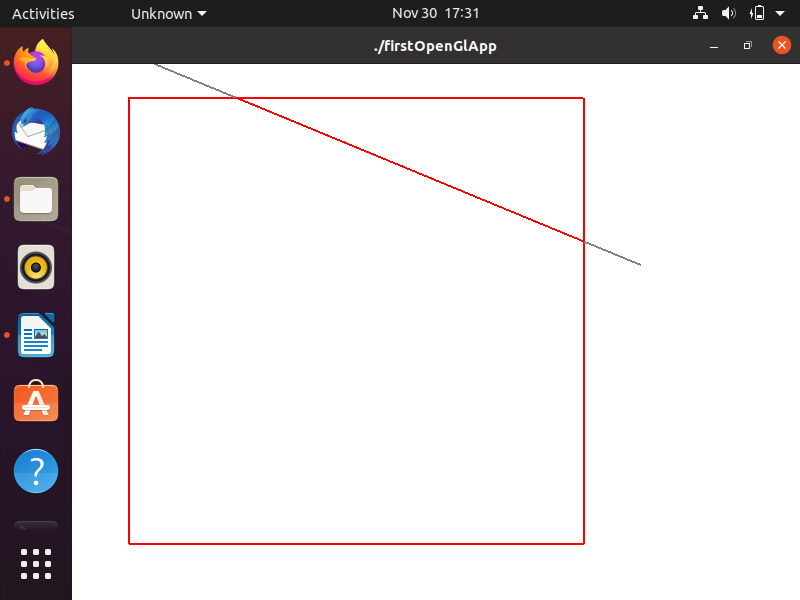 Activities
Unknown
Nov 30 17:31
./firstOpenGlApp
?